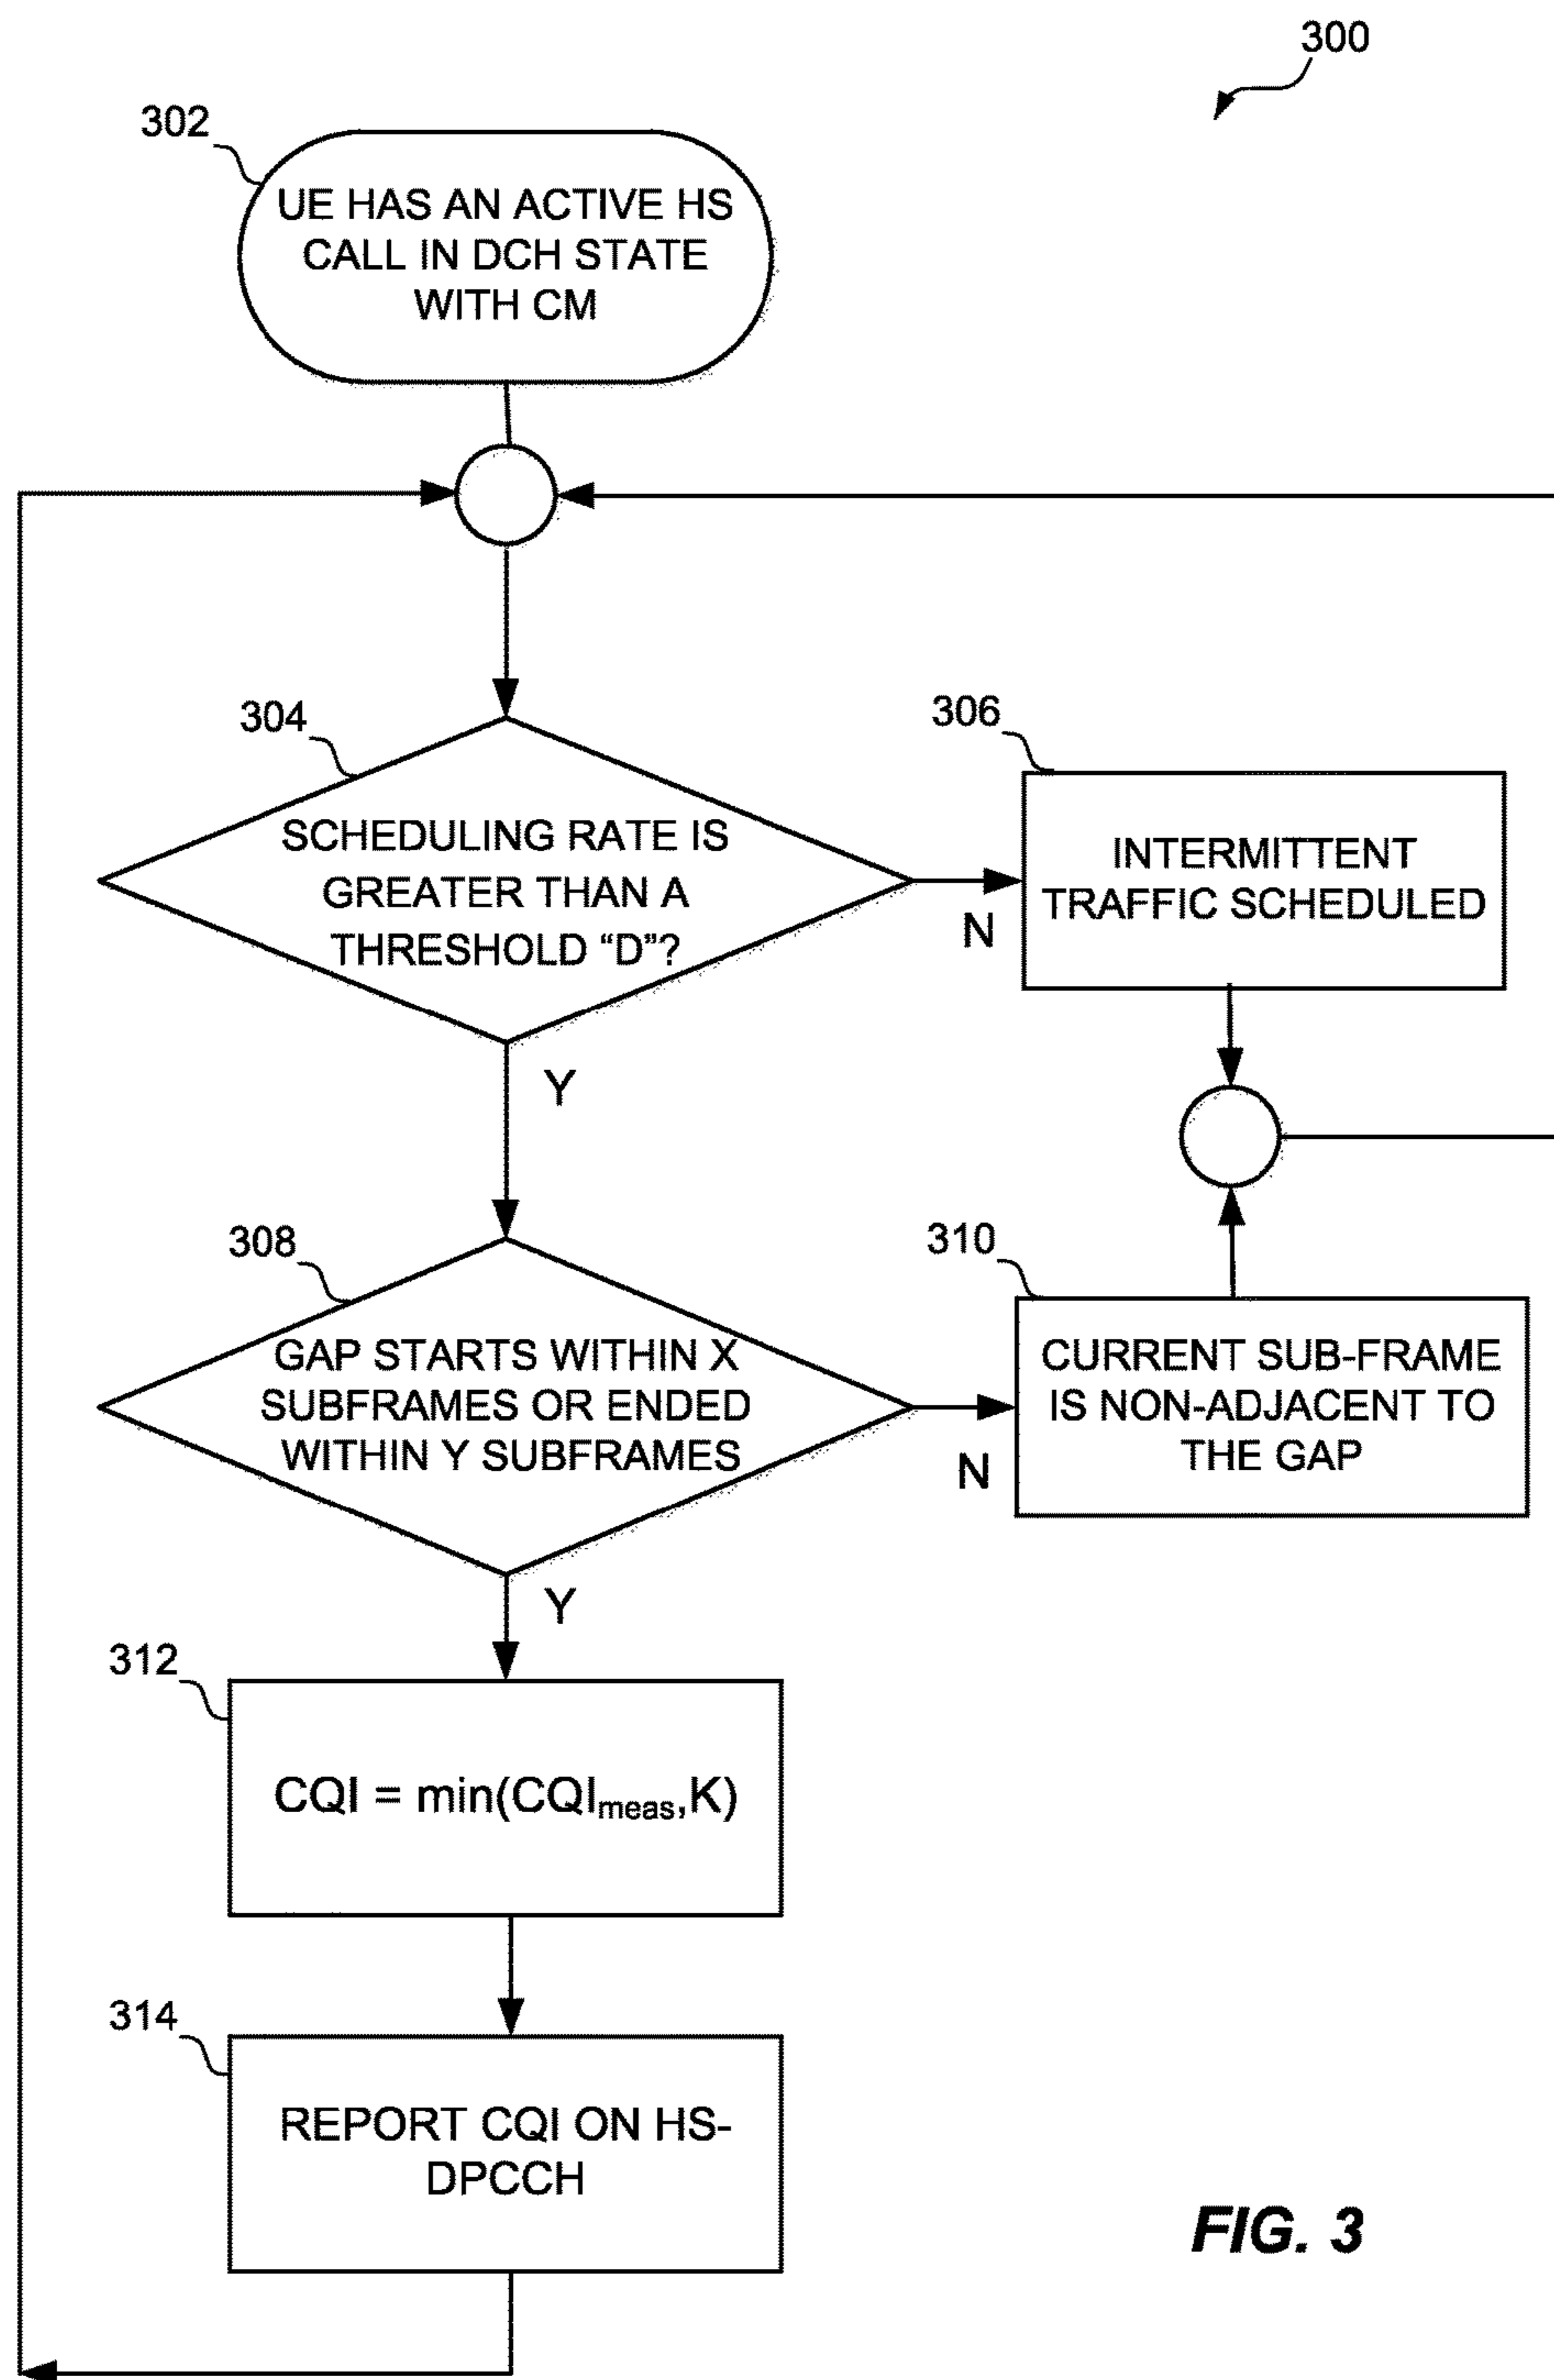 300
302
UE HAS AN ACTIVE HS
CALL IN DCH STATE
WITH CM
304
SCHEDULING RATE IS
GREATER THAN A
THRESHOLD “D”?
N
306
INTERMITTENT
TRAFFIC SCHEDULED
Y
308
GAP STARTS WITHIN X
SUBFRAMES OR ENDED
WITHIN Y SUBFRAMES
N
310
CURRENT SUB-FRAME
IS NON-ADJACENT TO
THE GAP
Y
312
CQI = min(CQImeas,K)
314
REPORT CQI ON HS-
DPCCH
FIG. 3